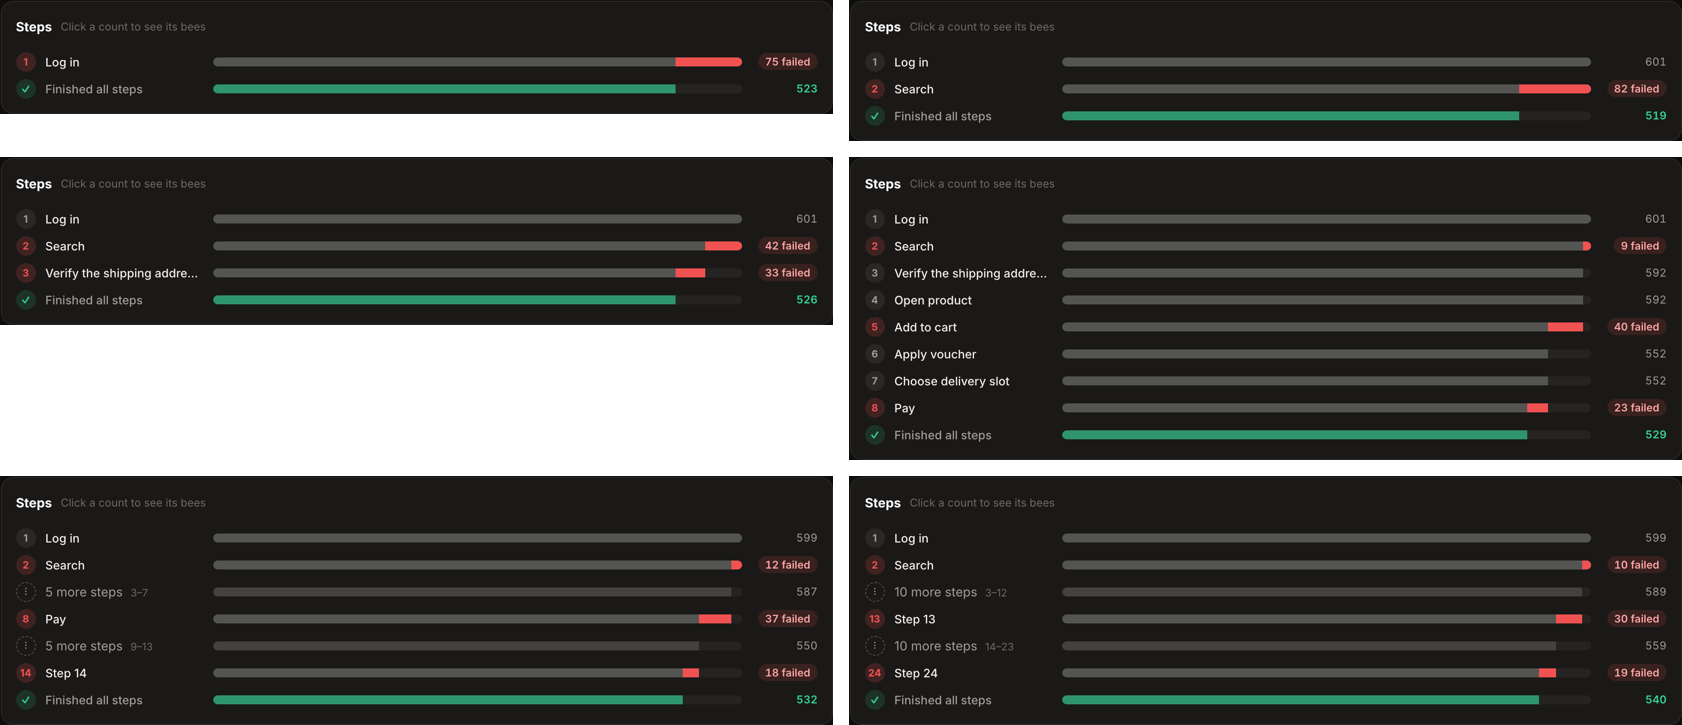 Steps Click a count to see its bees
1 Log in 75 failed
Finished all steps 523
Steps Click a count to see its bees
1 Log in 601
2 Search 82 failed
Finished all steps 519
Steps Click a count to see its bees
1 Log in 601
2 Search 42 failed
3 Verify the shipping addre... 33 failed
Finished all steps 526
Steps Click a count to see its bees
1 Log in 601
2 Search 9 failed
3 Verify the shipping addre... 592
4 Open product 592
5 Add to cart 40 failed
6 Apply voucher 552
7 Choose delivery slot 552
8 Pay 23 failed
Finished all steps 529
Steps Click a count to see its bees
1 Log in 599
2 Search 12 failed
5 more steps 3–7 587
8 Pay 37 failed
5 more steps 9–13 550
14 Step 14 18 failed
Finished all steps 532
Steps Click a count to see its bees
1 Log in 599
2 Search 10 failed
10 more steps 3–12 589
13 Step 13 30 failed
10 more steps 14–23 559
24 Step 24 19 failed
Finished all steps 540